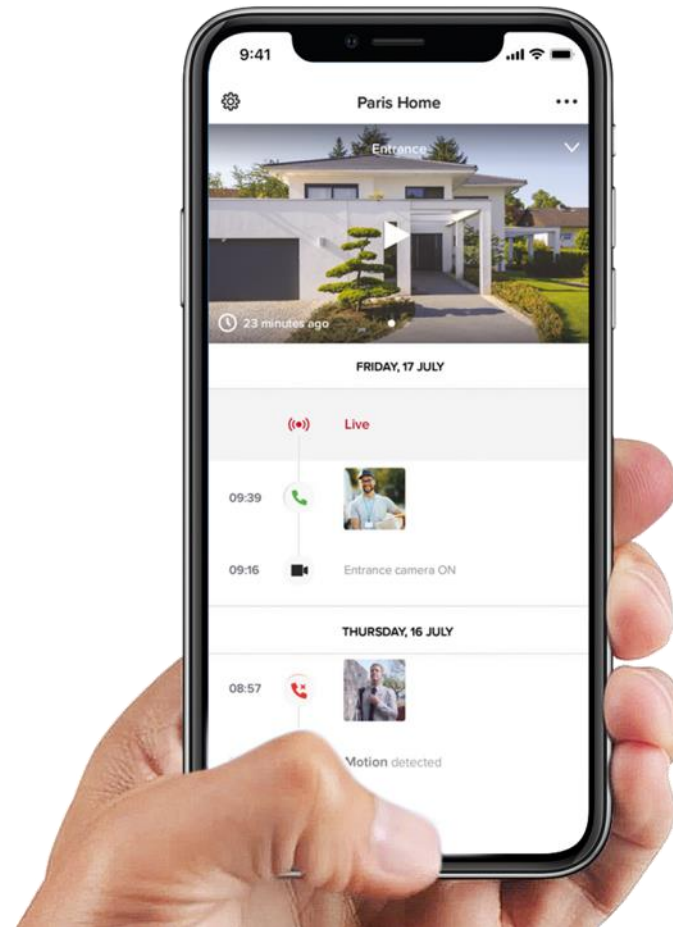 9:41
Paris Home
Entrance
23 minutes ago
FRIDAY, 17 JULY
Live
09:39
09:16
Entrance camera ON
THURSDAY, 16 JULY
08:57
Motion detected